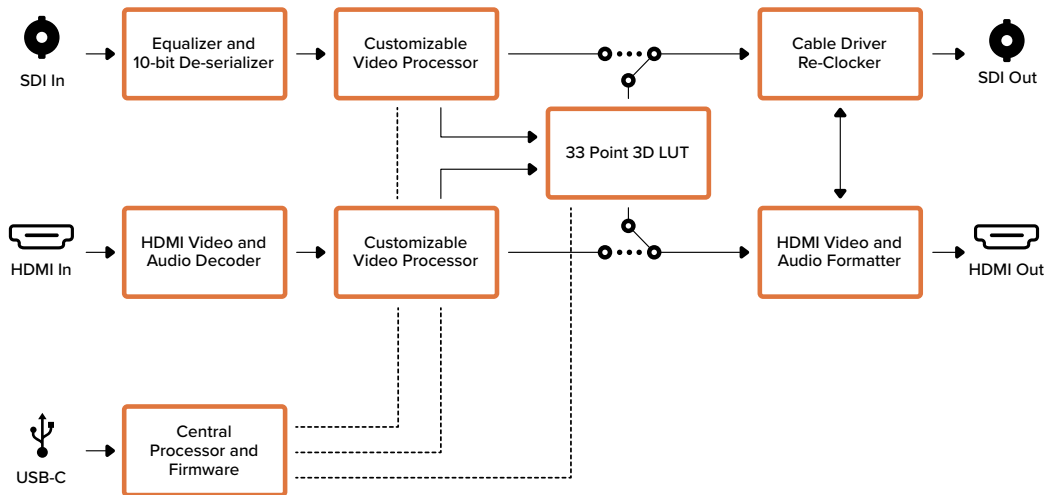 SDI In
Equalizer and
10-bit De-serializer
Customizable
Video Processor
Cable Driver
Re-Clocker
SDI Out
33 Point 3D LUT
HDMI In
HDMI Video and
Audio Decoder
Customizable
Video Processor
HDMI Video and
Audio Formatter
HDMI Out
USB-C
Central
Processor and
Firmware